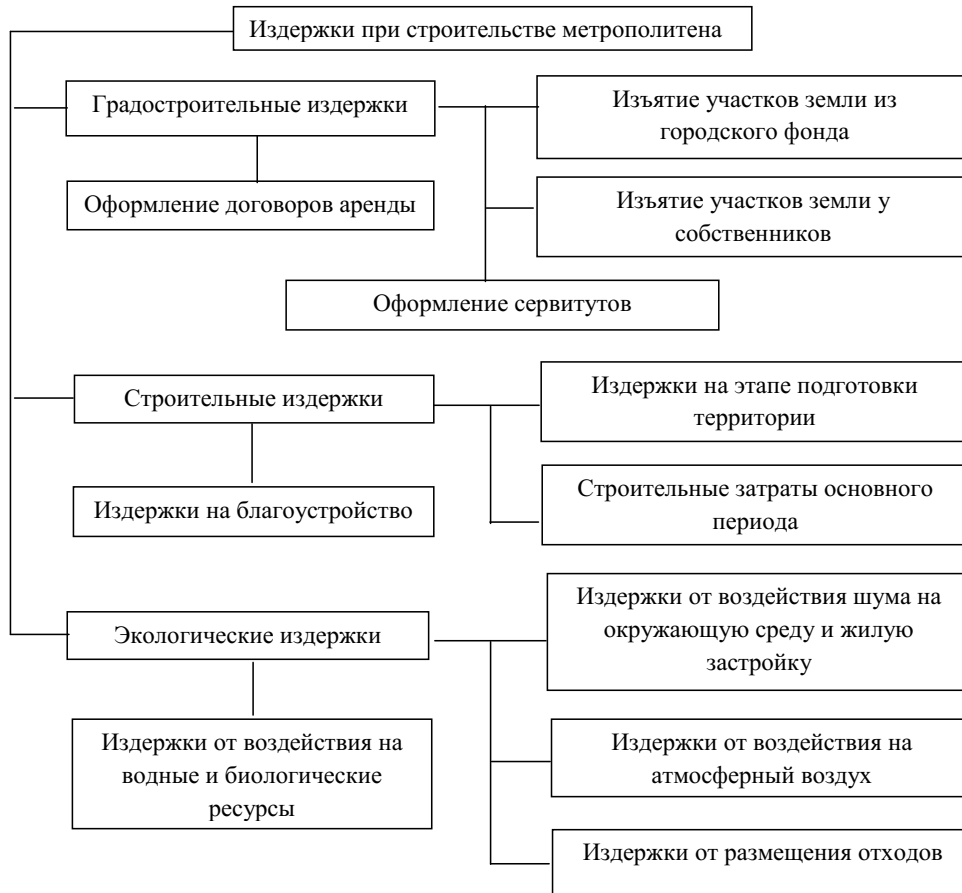 Издержки при строительстве метрополитена
Градостроительные издержки
Изъятие участков земли из
городского фонда
Оформление договоров аренды
Изъятие участков земли у
собственников
Оформление сервитутов
Строительные издержки
Издержки на этапе подготовки
территории
Издержки на благоустройство
Строительные затраты основного
периода
Экологические издержки
Издержки от воздействия шума на
окружающую среду и жилую
застройку
Издержки от воздействия на
водные и биологические
ресурсы
Издержки от воздействия на
атмосферный воздух
Издержки от размещения отходов